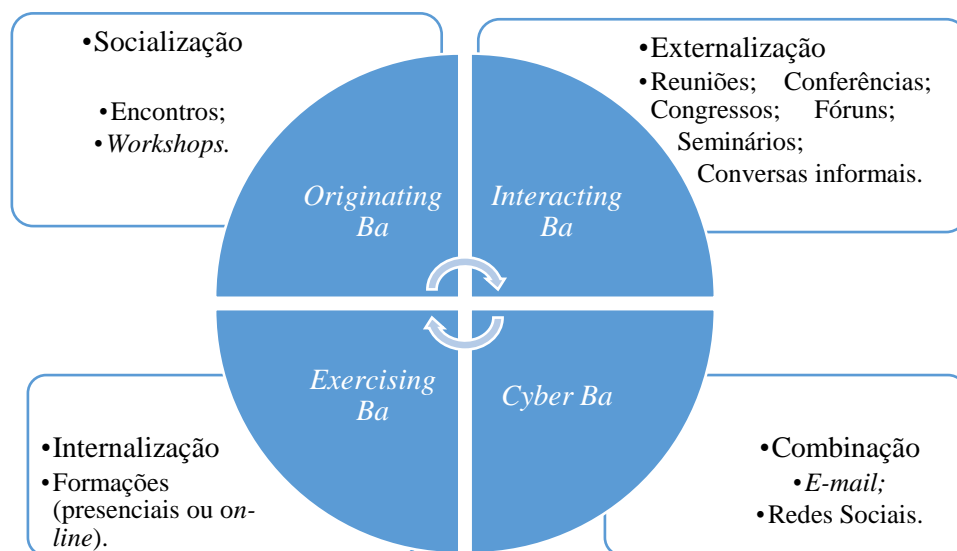 •Socialização
•Encontros;
•Workshops.
•Externalização
•Reuniões; Conferências;
Congressos; Fóruns;
Seminários;
Conversas informais.
Originating
Ba
Interacting
Ba
Exercising
Ba
Cyber Ba
•Internalização
•Formações
(presenciais ou on-
line).
•Combinação
•E-mail;
•Redes Sociais.